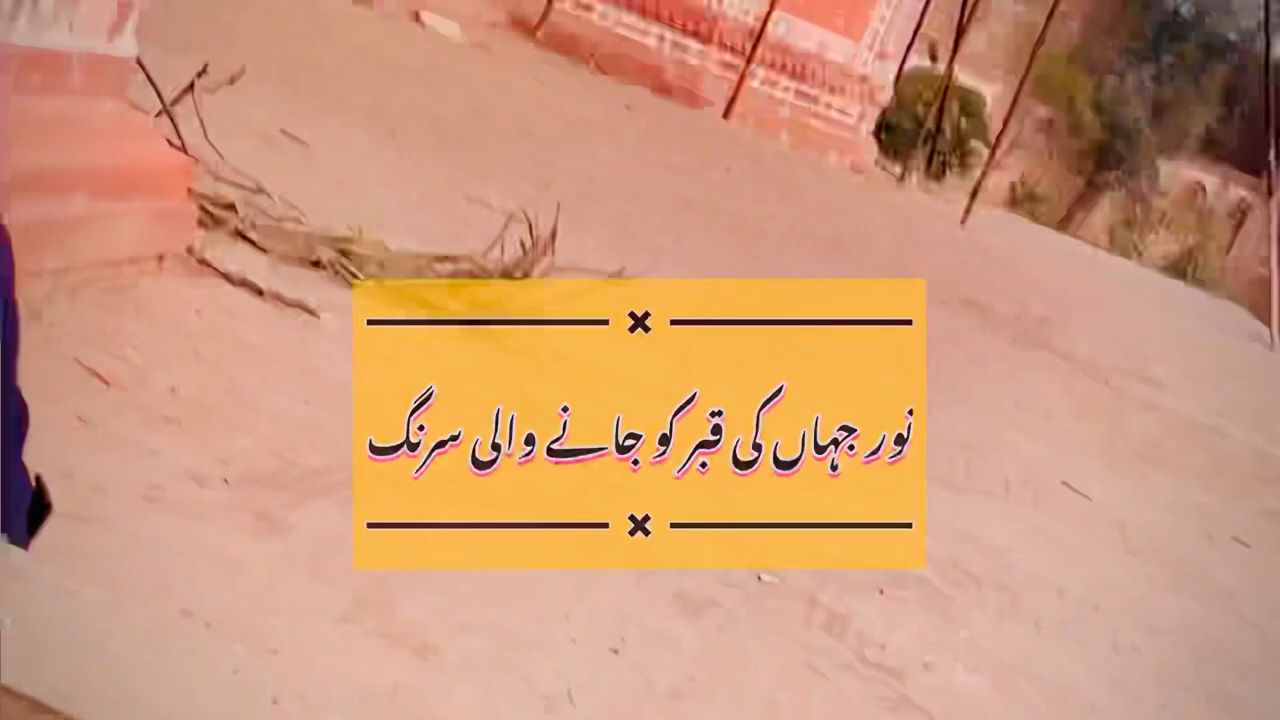 نور جہاں کی قبر کو جانے والی سرنگ